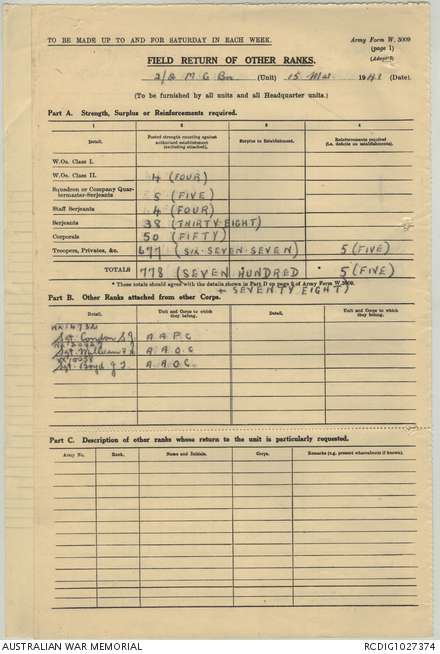 TO BE MADE UP TO AND FOR SATURDAY IN EACH WEEK.
Army Form W. 3009
(page 1)
(Adapted)
FIELD RETURN OF OTHER RANKS.
M G Bn (Unit) 15 Mar 1941 (Date).
(To be furnished by all units and all Headquarter units.)
Part A. Strength, Surplus or Reinforcements required.
1 2 3 4
Detail. Posted strength counting against authorized establishment (excluding attached). Surplus to Establishment. Reinforcements required (i.e. deficits on establishments).
W.Os. Class I.
W.Os. Class II. 4 (FOUR)
Squadron or Company Quartermaster-Serjeants 5 (FIVE)
Staff Serjeants 4 (FOUR)
Serjeants 38 (THIRTY EIGHT)
Corporals 50 (FIFTY)
Troopers, Privates, &c. 677 (SIX-SEVEN-SEVEN) 5 (FIVE)
TOTALS 778 (SEVEN HUNDRED * 5 (FIVE)
* These totals should agree with the details shown in Part D on page 2 of Army Form W.3009.
+ SEVENTY EIGHT)
Part B. Other Ranks attached from other Corps.
Detail. Unit and Corps to which they belong. Detail. Unit and Corps to which they belong.
Sgt. Condon A.A.P.C
Sgt. A.A.O.C.
Sgt. Boyd A.A.O.C.
Part C. Description of other ranks whose return to the unit is particularly requested.
Army No. Rank. Name and Initials. Corps. Remarks (e.g., present whereabouts if known).
AUSTRALIAN WAR MEMORIAL
RCDIG1027374